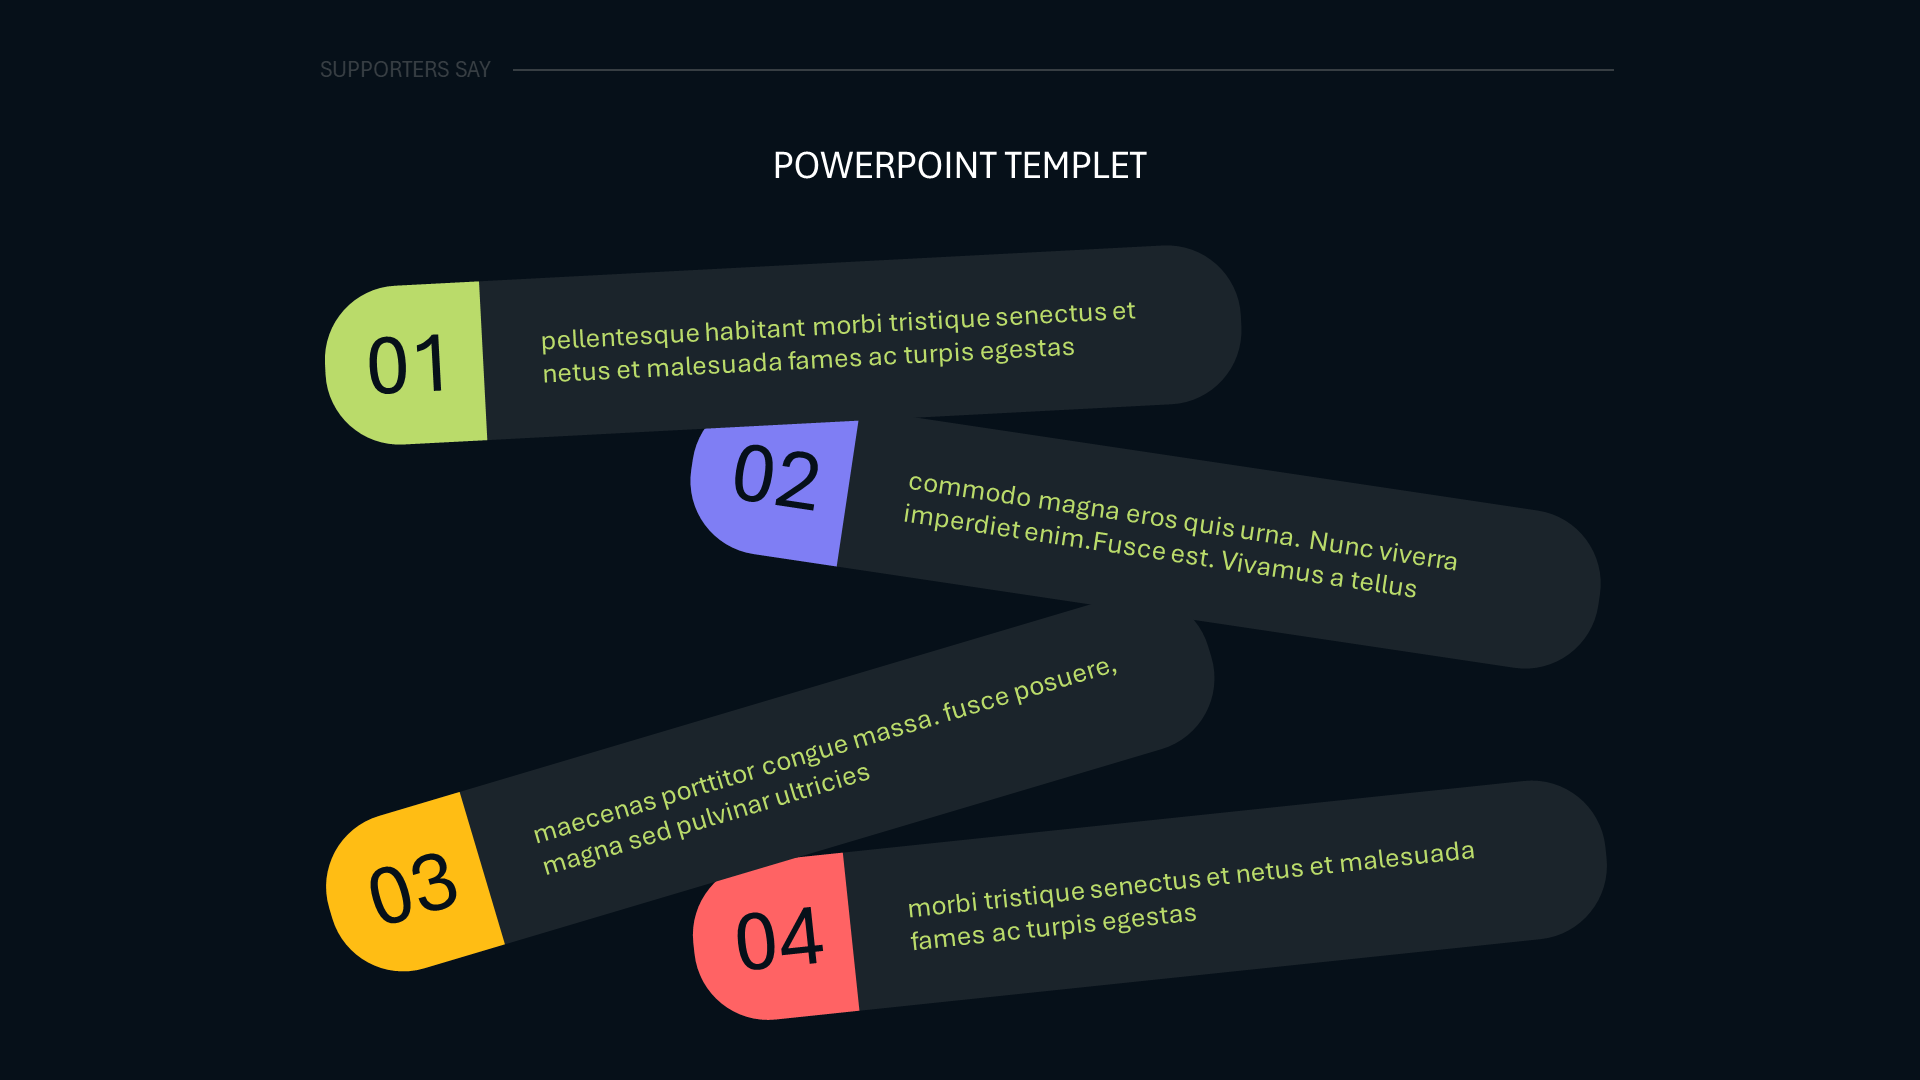 SUPPORTERS SAY
POWERPOINT TEMPLET
01
pellentesque habitant morbi tristique senectus et
netus et malesuada fames ac turpis egestas
02
commodo magna eros quis urna. Nunc viverra
imperdiet enim.Fusce est. Vivamus a tellus
03
maecenas porttitor congue massa. fusce posuere,
magna sed pulvinar ultricies
04
morbi tristique senectus et netus et malesuada
fames ac turpis egestas